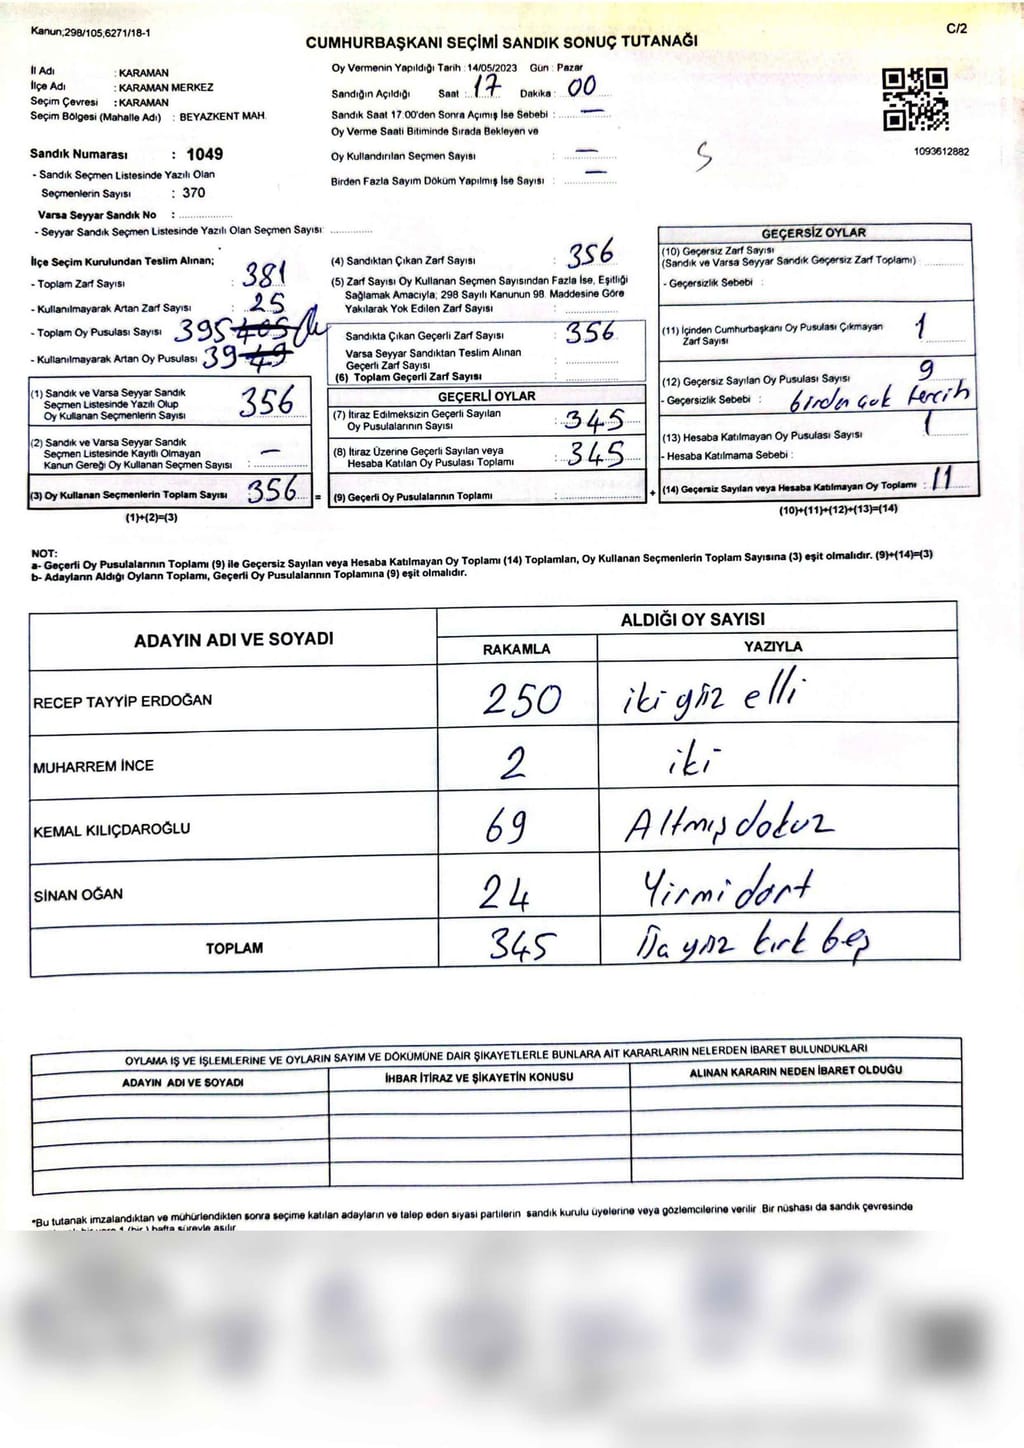 Kanun;298/105,6271/18-1
C/2
CUMHURBAŞKANI SEÇİMİ SANDIK SONUÇ TUTANAĞI
İl Adı : KARAMAN
İlçe Adı : KARAMAN MERKEZ
Seçim Çevresi : KARAMAN
Seçim Bölgesi (Mahalle Adı) : BEYAZKENT MAH.
Sandık Numarası : 1049
- Sandık Seçmen Listesinde Yazılı Olan
Seçmenlerin Sayısı : 370
Varsa Seyyar Sandık No : ..................
- Seyyar Sandık Seçmen Listesinde Yazılı Olan Seçmen Sayısı: ..............
Oy Vermenin Yapıldığı Tarih : 14/05/2023 Gün : Pazar
Sandığın Açıldığı Saat : 17 Dakika : 00
Sandık Saat 17:00'den Sonra Açımış İse Sebebi : —
Oy Verme Saati Bitiminde Sırada Bekleyen ve
Oy Kullandırılan Seçmen Sayısı : —
Birden Fazla Sayım Döküm Yapılmış İse Sayısı : —
1093612882
İlçe Seçim Kurulundan Teslim Alınan;
- Toplam Zarf Sayısı : 381
- Kullanılmayarak Artan Zarf Sayısı : 25
- Toplam Oy Pusulası Sayısı 395 405
- Kullanılmayarak Artan Oy Pusulası 39 49
(1) Sandık ve Varsa Seyyar Sandık
Seçmen Listesinde Yazılı Olup
Oy Kullanan Seçmenlerin Sayısı : 356
(2) Sandık ve Varsa Seyyar Sandık
Seçmen Listesinde Kayıtlı Olmayan
Kanun Gereği Oy Kullanan Seçmen Sayısı : —
(3) Oy Kullanan Seçmenlerin Toplam Sayısı : 356 =
(1)+(2)=(3)
(4) Sandıktan Çıkan Zarf Sayısı : 356
(5) Zarf Sayısı Oy Kullanan Seçmen Sayısından Fazla İse, Eşitliği
Sağlamak Amacıyla; 298 Sayılı Kanunun 98. Maddesine Göre
Yakılarak Yok Edilen Zarf Sayısı : ..............
Sandıkta Çıkan Geçerli Zarf Sayısı : 356
Varsa Seyyar Sandıktan Teslim Alınan
Geçerli Zarf Sayısı : ..............
(6) Toplam Geçerli Zarf Sayısı : ..............
GEÇERLİ OYLAR
(7) İtiraz Edilmeksizin Geçerli Sayılan
Oy Pusulalarının Sayısı : 345
(8) İtiraz Üzerine Geçerli Sayılan veya
Hesaba Katılan Oy Pusulası Toplamı : 345
(9) Geçerli Oy Pusulalarının Toplamı : .............. +
GEÇERSİZ OYLAR
(10) Geçersiz Zarf Sayısı
(Sandık ve Varsa Seyyar Sandık Geçersiz Zarf Toplamı) : ..........
- Geçersizlik Sebebi :
(11) İçinden Cumhurbaşkanı Oy Pusulası Çıkmayan
Zarf Sayısı : 1
(12) Geçersiz Sayılan Oy Pusulası Sayısı : 9
- Geçersizlik Sebebi : birden çok tercih
(13) Hesaba Katılmayan Oy Pusulası Sayısı : 1
- Hesaba Katılmama Sebebi :
(14) Geçersiz Sayılan veya Hesaba Katılmayan Oy Toplamı : 11
(10)+(11)+(12)+(13)=(14)
NOT:
a- Geçerli Oy Pusulalarının Toplamı (9) ile Geçersiz Sayılan veya Hesaba Katılmayan Oy Toplamı (14) Toplamları, Oy Kullanan Seçmenlerin Toplam Sayısına (3) eşit olmalıdır. (9)+(14)=(3)
b- Adayların Aldığı Oyların Toplamı, Geçerli Oy Pusulalarının Toplamına (9) eşit olmalıdır.
ADAYIN ADI VE SOYADI
ALDIĞI OY SAYISI
RAKAMLA YAZIYLA
RECEP TAYYİP ERDOĞAN 250 iki yüz elli
MUHARREM İNCE 2 iki
KEMAL KILIÇDAROĞLU 69 Altmış dokuz
SİNAN OĞAN 24 Yirmi dört
TOPLAM 345 yüz kırk beş
OYLAMA İŞ VE İŞLEMLERİNE VE OYLARIN SAYIM VE DÖKÜMÜNE DAİR ŞİKAYETLERLE BUNLARA AİT KARARLARIN NELERDEN İBARET BULUNDUKLARI
ADAYIN ADI VE SOYADI İHBAR İTİRAZ VE ŞİKAYETİN KONUSU ALINAN KARARIN NEDEN İBARET OLDUĞU
*Bu tutanak imzalandıktan ve mühürlendikten sonra seçime katılan adayların ve talep eden siyasi partilerin sandık kurulu üyelerine veya gözlemcilerine verilir Bir nüshası da sandık çevresinde
1 (bir) hafta süreyle asılır